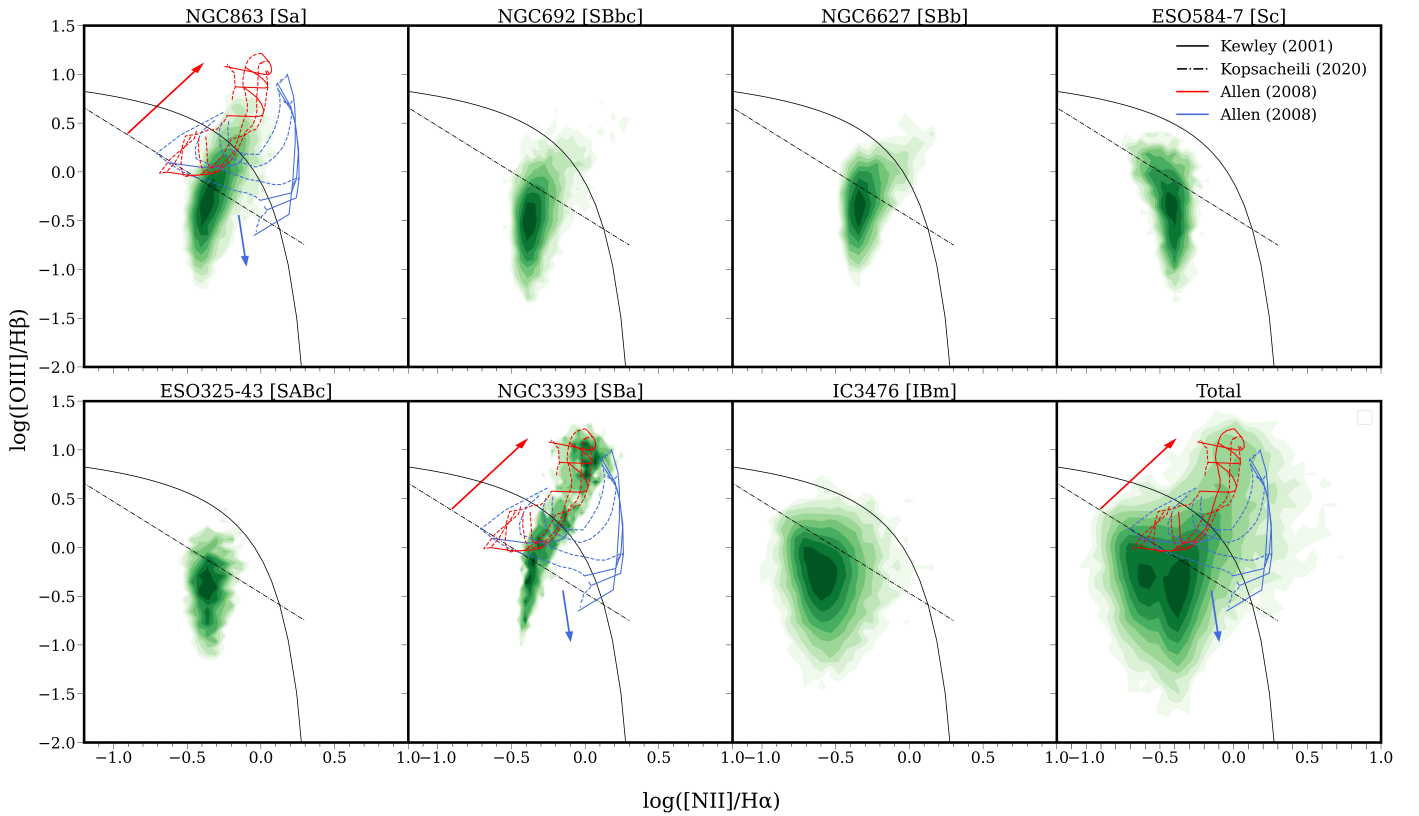 NGC863 [Sa] NGC692 [SBbc] NGC6627 [SBb] ESO584-7 [Sc]
1.5
1.0
0.5
0.0
−0.5
−1.0
−1.5
−2.0
Kewley (2001)
Kopsacheili (2020)
Allen (2008)
Allen (2008)
log([OIII]/Hβ)
ESO325-43 [SABc] NGC3393 [SBa] IC3476 [IBm] Total
1.5
1.0
0.5
0.0
−0.5
−1.0
−1.5
−2.0
−1.0 −0.5 0.0 0.5 1.0 −1.0 −0.5 0.0 0.5 1.0 −1.0 −0.5 0.0 0.5 1.0 −1.0 −0.5 0.0 0.5 1.0
log([NII]/Hα)